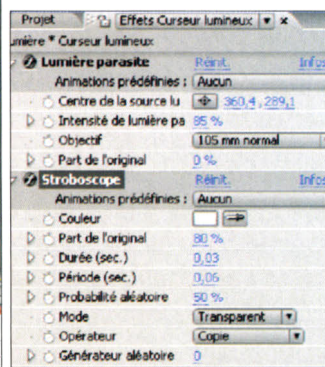 Projet Effets Curseur lumineux
umière * Curseur lumineux
Lumière parasite Réinit. Infos
Animations prédéfinies : Aucun
Centre de la source lu 360,4 , 289,1
Intensité de lumière pa 85 %
Objectif 105 mm normal
Part de l'original 0 %
Stroboscope Réinit. Infos
Animations prédéfinies : Aucun
Couleur
Part de l'original 80 %
Durée (sec.) 0,03
Période (sec.) 0,06
Probabilité aléatoire 50 %
Mode Transparent
Opérateur Copie
Générateur aléatoire 0